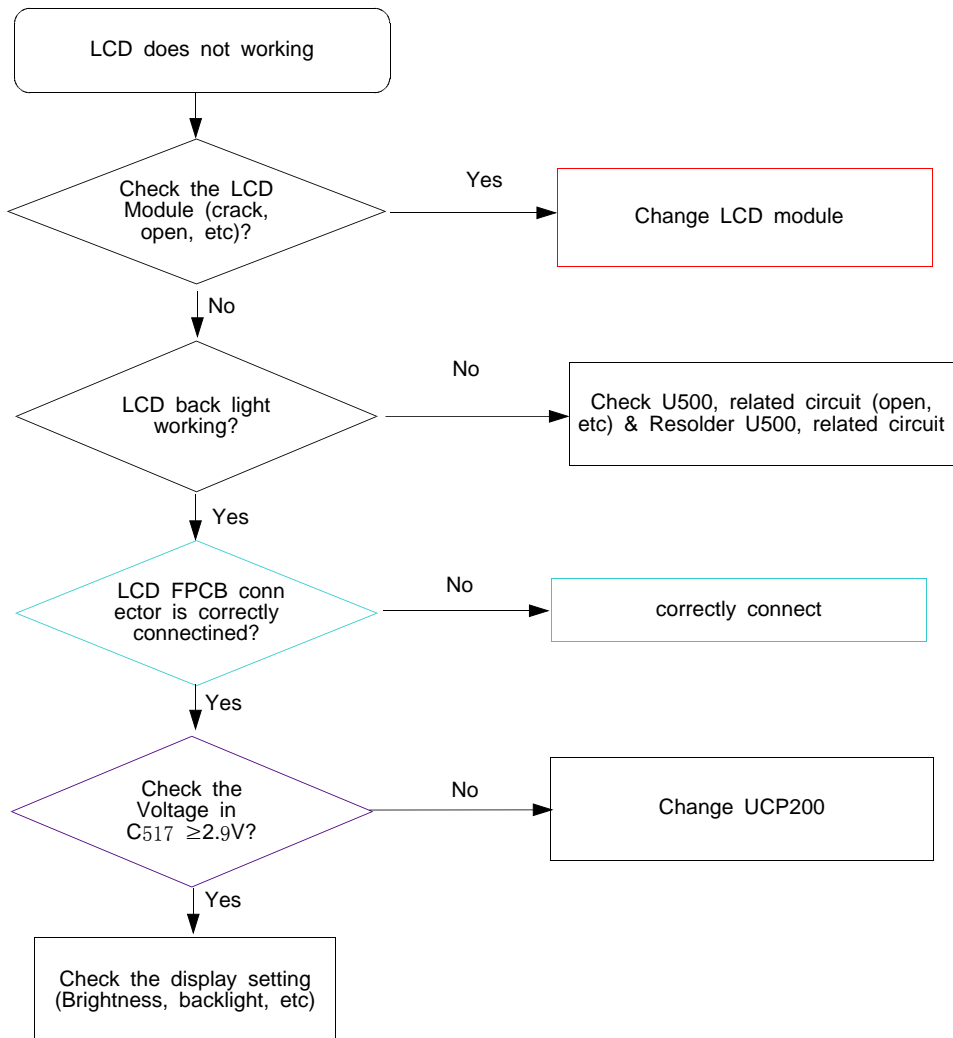 LCD does not working
Check the LCD
Module (crack,
open, etc)?
Yes
Change LCD module
No
LCD back light
working?
No
Check U500, related circuit (open,
etc) & Resolder U500, related circuit
Yes
LCD FPCB conn
ector is correctly
connectined?
No
correctly connect
Yes
Check the
Voltage in
C517 ≥2.9V?
No
Change UCP200
Yes
Check the display setting
(Brightness, backlight, etc)